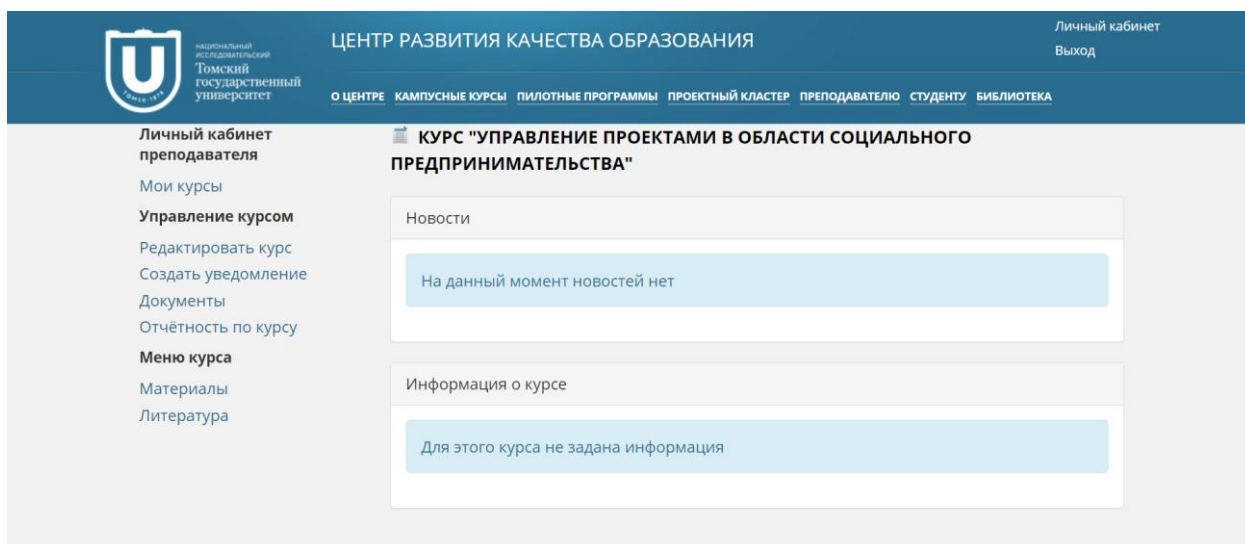 НАЦИОНАЛЬНЫЙ
ИССЛЕДОВАТЕЛЬСКИЙ
Томский
государственный
университет
ТОМСК·1878
ЦЕНТР РАЗВИТИЯ КАЧЕСТВА ОБРАЗОВАНИЯ
Личный кабинет
Выход
О ЦЕНТРЕ КАМПУСНЫЕ КУРСЫ ПИЛОТНЫЕ ПРОГРАММЫ ПРОЕКТНЫЙ КЛАСТЕР ПРЕПОДАВАТЕЛЮ СТУДЕНТУ БИБЛИОТЕКА
Личный кабинет
преподавателя
Мои курсы
Управление курсом
Редактировать курс
Создать уведомление
Документы
Отчётность по курсу
Меню курса
Материалы
Литература
КУРС "УПРАВЛЕНИЕ ПРОЕКТАМИ В ОБЛАСТИ СОЦИАЛЬНОГО
ПРЕДПРИНИМАТЕЛЬСТВА"
Новости
На данный момент новостей нет
Информация о курсе
Для этого курса не задана информация